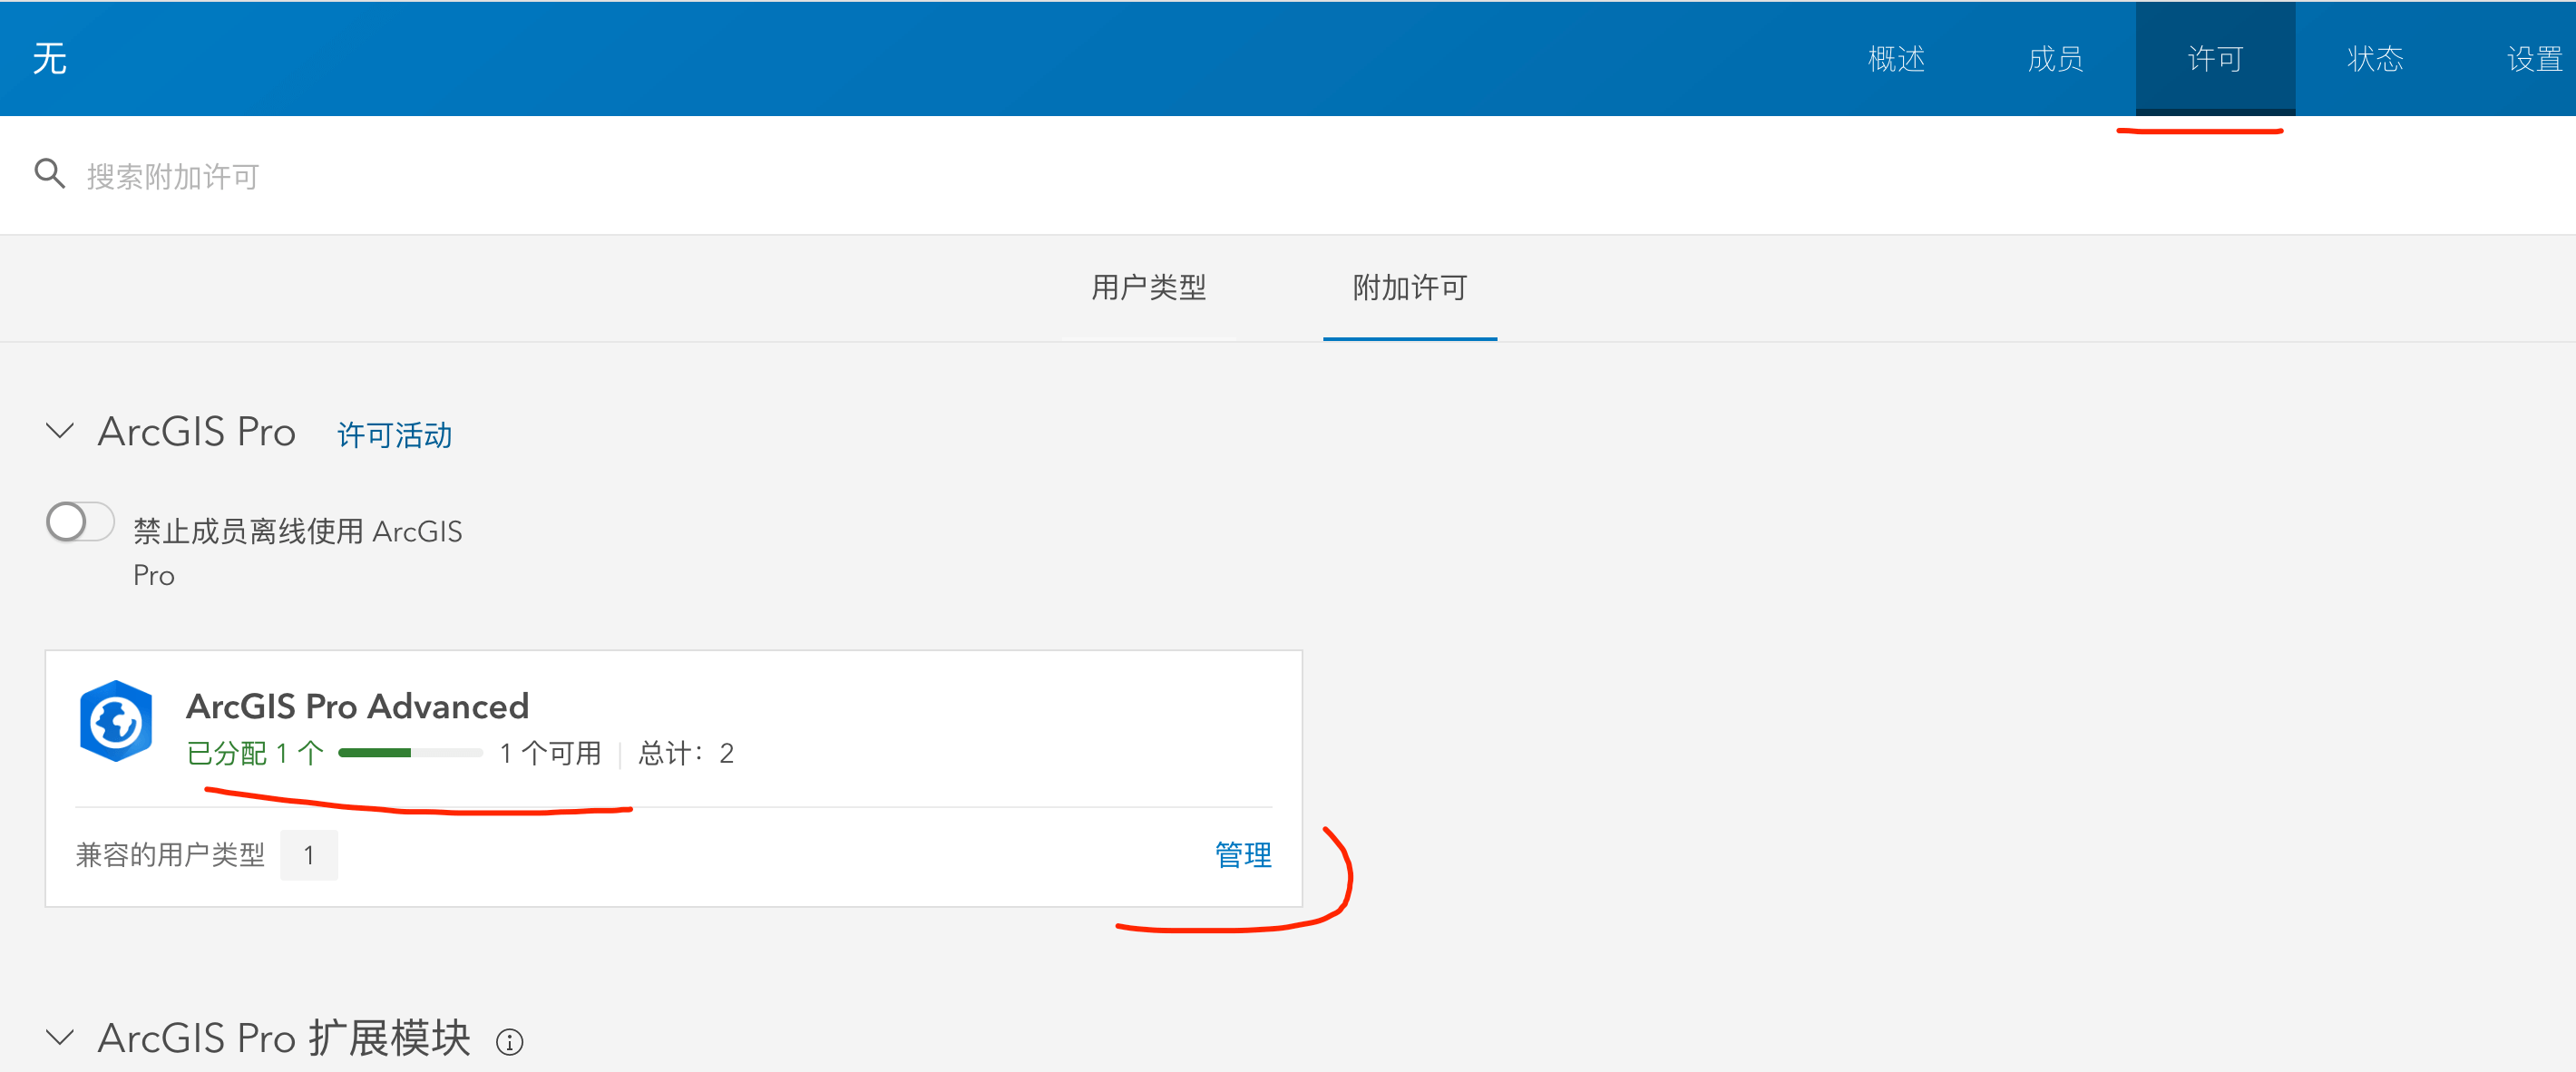 无
概述 成员 许可 状态 设置
搜索附加许可
用户类型 附加许可
ArcGIS Pro 许可活动
禁止成员离线使用 ArcGIS
Pro
ArcGIS Pro Advanced
已分配 1 个 1 个可用 总计：2
兼容的用户类型 1 管理
ArcGIS Pro 扩展模块